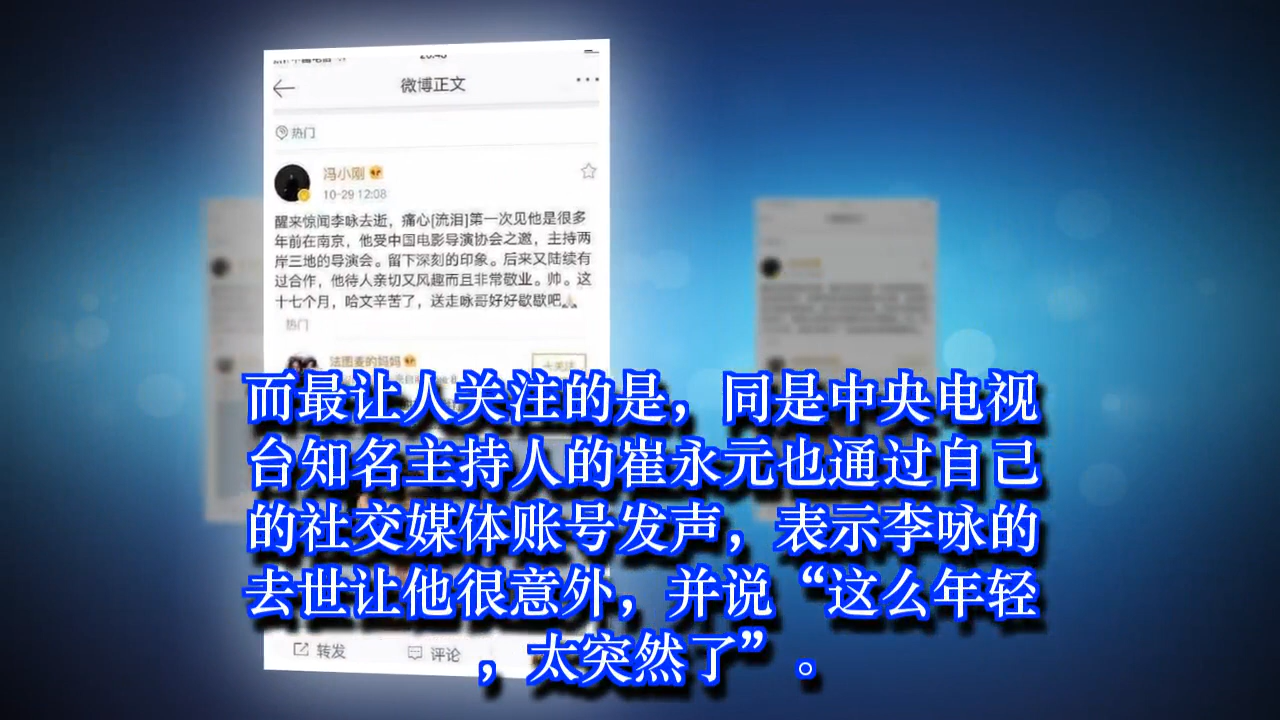 微博正文
热门
冯小刚
10-29 12:08
醒来惊闻李咏去逝，痛心[流泪]第一次见他是很多
年前在南京，他受中国电影导演协会之邀，主持两
岸三地的导演会。留下深刻的印象。后来又陆续有
过合作，他待人亲切又风趣而且非常敬业。帅。这
十七个月，哈文辛苦了，送走咏哥好好歇歇吧
热门
法图麦的妈妈
而最让人关注的是，同是中央电视
台知名主持人的崔永元也通过自己
的社交媒体账号发声，表示李咏的
去世让他很意外，并说“这么年轻
，太突然了”。
转发
评论